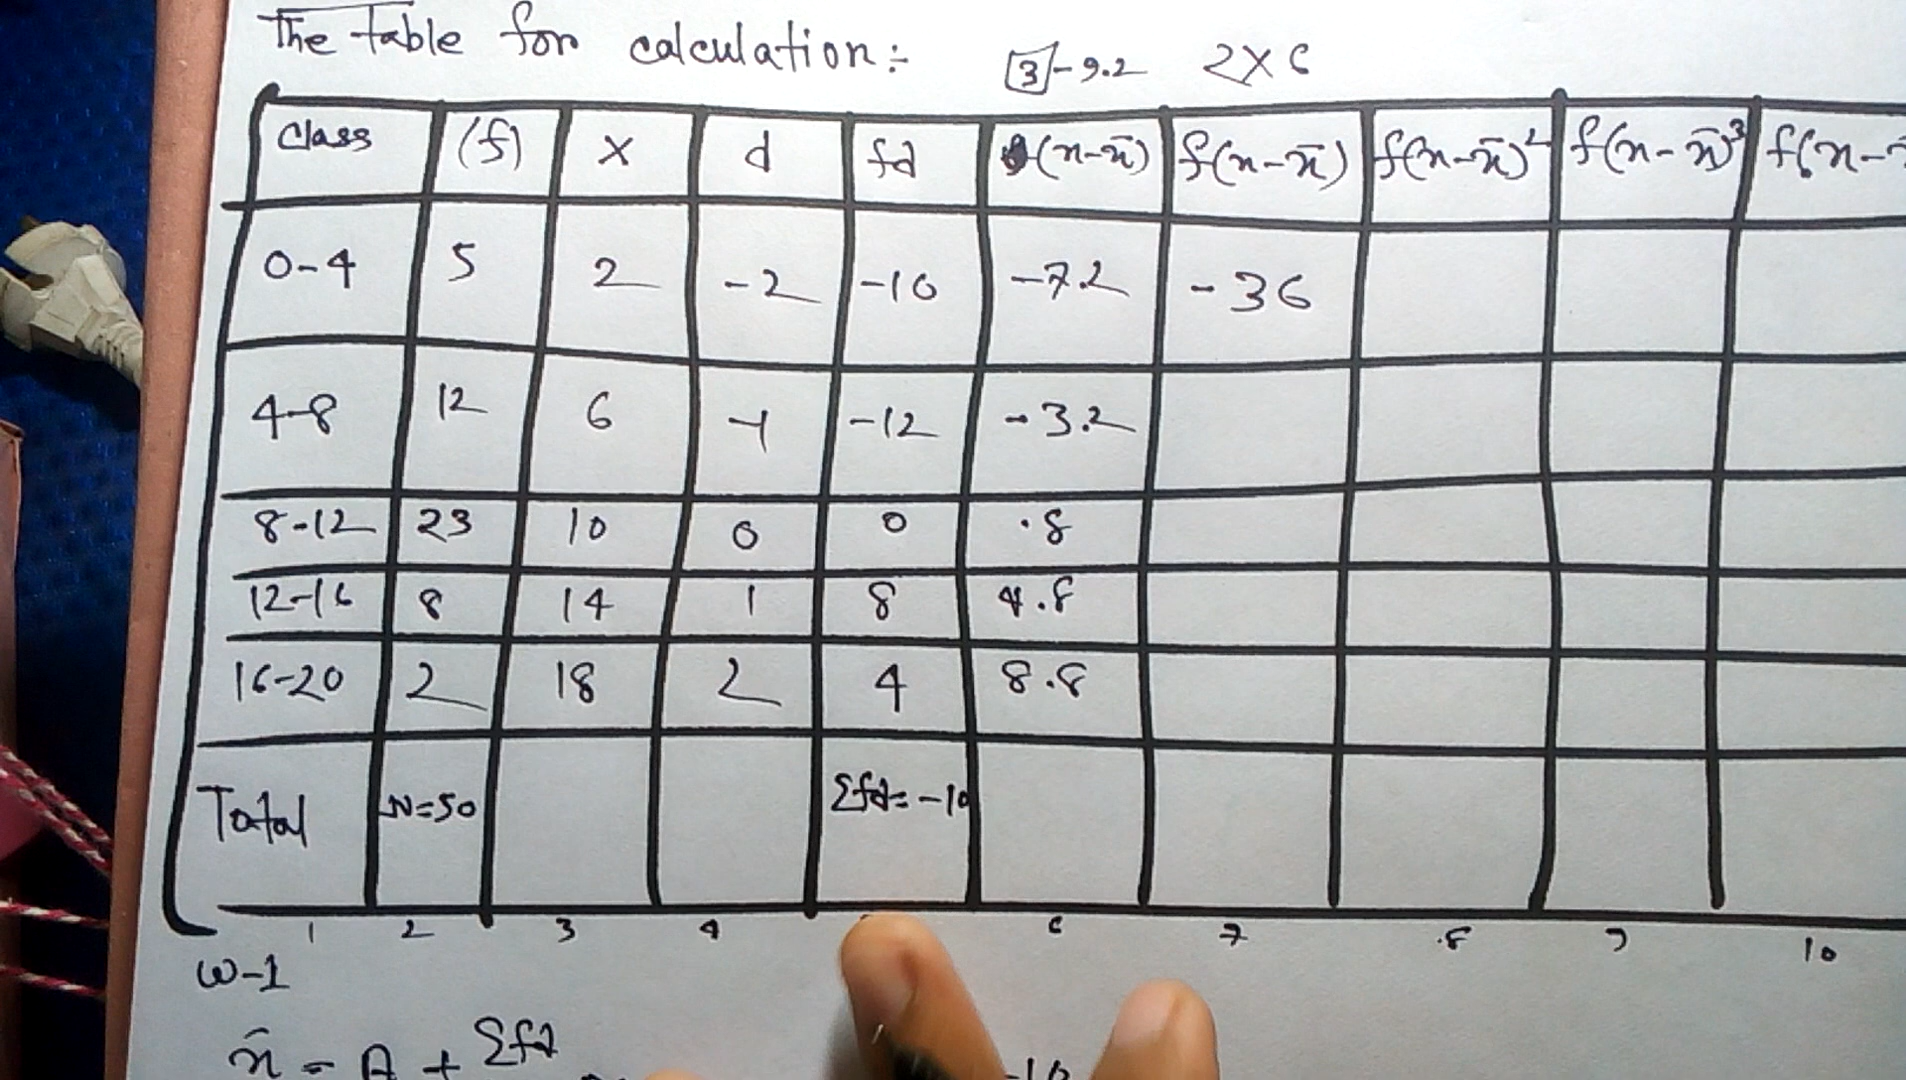 The table for calculation:-
[3]-9.2 2×6
Class (f) x d fd (n-x̄) f(n-x̄) f(n-x̄)² f(n-x̄)³ f(n-
0-4 5 2 -2 -10 -7.2 -36
4-8 12 6 -1 -12 -3.2
8-12 23 10 0 0 .8
12-16 8 14 1 8 4.8
16-20 2 18 2 4 8.8
Total N=50 Σfd=-10
1 2 3 4 6 7 8 9 10
W-1
x̄ = A + Σfd
-10